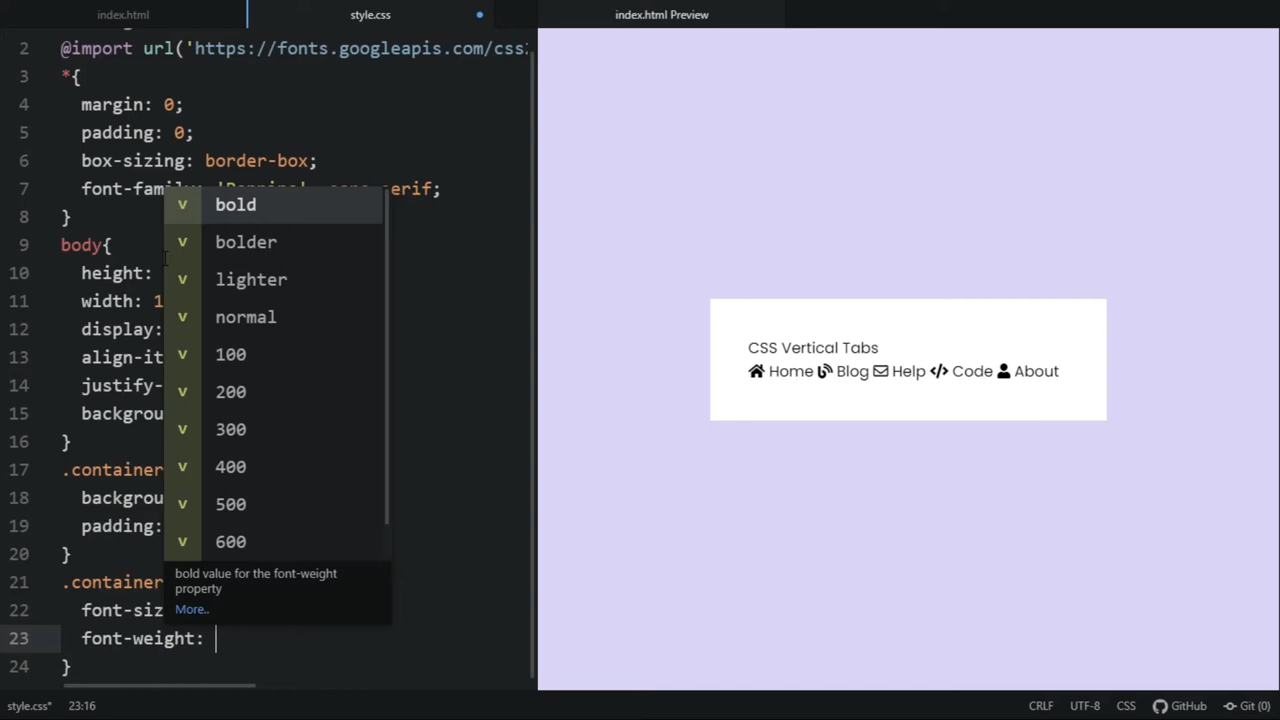 index.html
style.css
index.html Preview
2 @import url('https://fonts.googleapis.com/css
3 *{
4 margin: 0;
5 padding: 0;
6 box-sizing: border-box;
7 font-family: serif;
8 }
9 body{
10 height:
11 width: 1
12 display:
13 align-it
14 justify-
15 backgrou
16 }
17 .container
18 backgrou
19 padding:
20 }
21 .container
22 font-siz
23 font-weight:
24 }
v bold
v bolder
v lighter
v normal
v 100
v 200
v 300
v 400
v 500
v 600
bold value for the font-weight
property
More..
CSS Vertical Tabs
Home Blog Help Code About
style.css* 23:16
CRLF UTF-8 CSS GitHub Git (0)